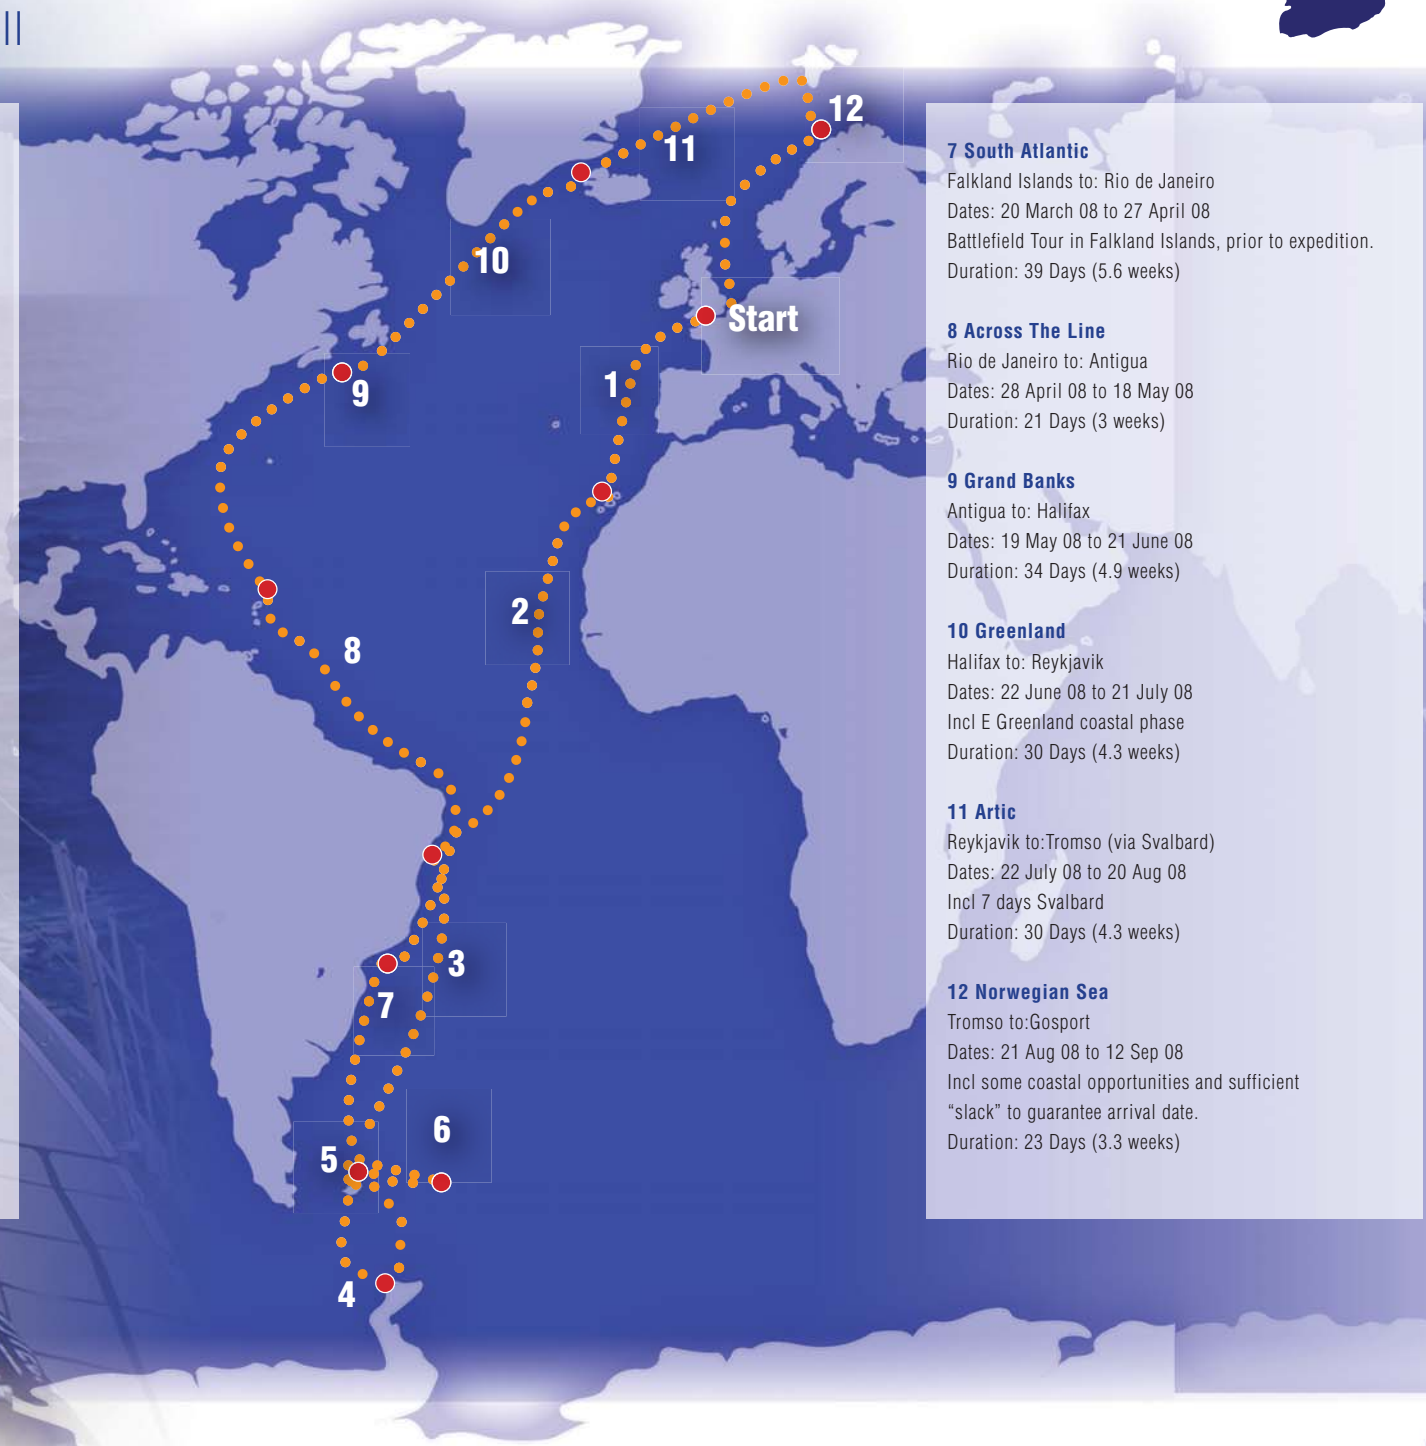 12
11
10
Start
1
9
2
8
3
7
6
5
4
7 South Atlantic
Falkland Islands to: Rio de Janeiro
Dates: 20 March 08 to 27 April 08
Battlefield Tour in Falkland Islands, prior to expedition.
Duration: 39 Days (5.6 weeks)
8 Across The Line
Rio de Janeiro to: Antigua
Dates: 28 April 08 to 18 May 08
Duration: 21 Days (3 weeks)
9 Grand Banks
Antigua to: Halifax
Dates: 19 May 08 to 21 June 08
Duration: 34 Days (4.9 weeks)
10 Greenland
Halifax to: Reykjavik
Dates: 22 June 08 to 21 July 08
Incl E Greenland coastal phase
Duration: 30 Days (4.3 weeks)
11 Artic
Reykjavik to:Tromso (via Svalbard)
Dates: 22 July 08 to 20 Aug 08
Incl 7 days Svalbard
Duration: 30 Days (4.3 weeks)
12 Norwegian Sea
Tromso to:Gosport
Dates: 21 Aug 08 to 12 Sep 08
Incl some coastal opportunities and sufficient
“slack” to guarantee arrival date.
Duration: 23 Days (3.3 weeks)